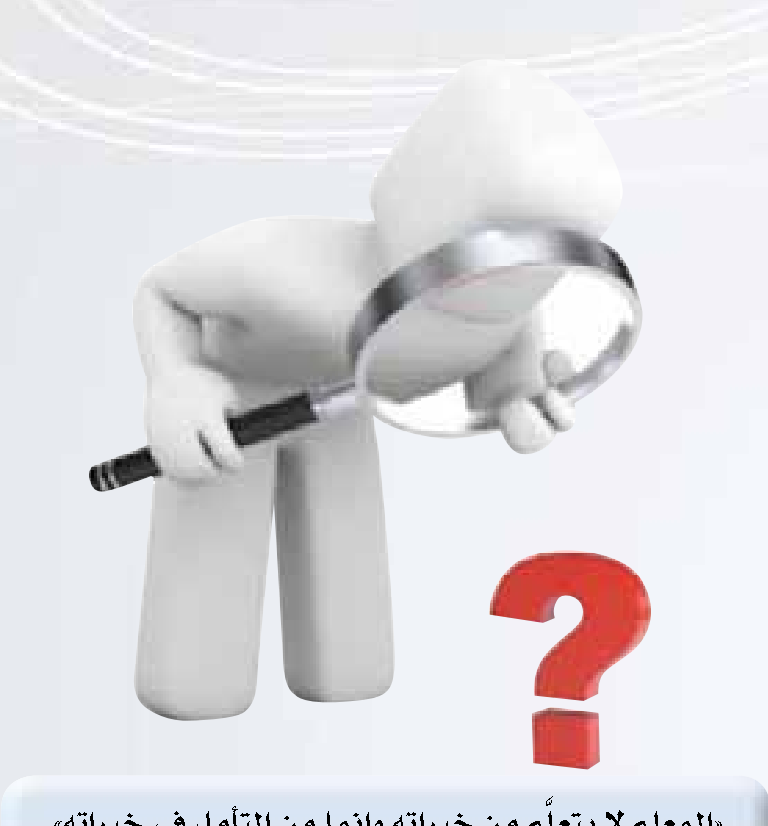 ?
«المعلم لا يتعلَّم من خبراته وإنما من التأمل في خبراته»